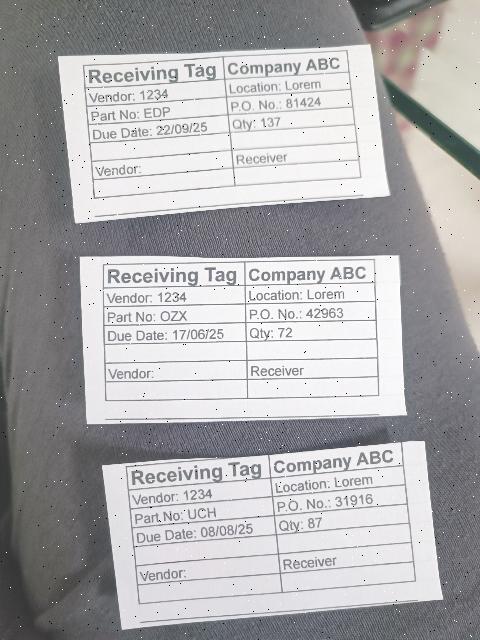 Receiving Tag Company ABC
Vendor: 1234 Location: Lorem
Part No: EDP P.O. No.: 81424
Due Date: 22/09/25 Qty: 137
Vendor: Receiver
Receiving Tag Company ABC
Vendor: 1234 Location: Lorem
Part No: OZX P.O. No.: 42963
Due Date: 17/06/25 Qty: 72
Vendor: Receiver
Receiving Tag Company ABC
Vendor: 1234 Location: Lorem
Part No: UCH P.O. No.: 31916
Due Date: 08/08/25 Qty: 87
Vendor: Receiver